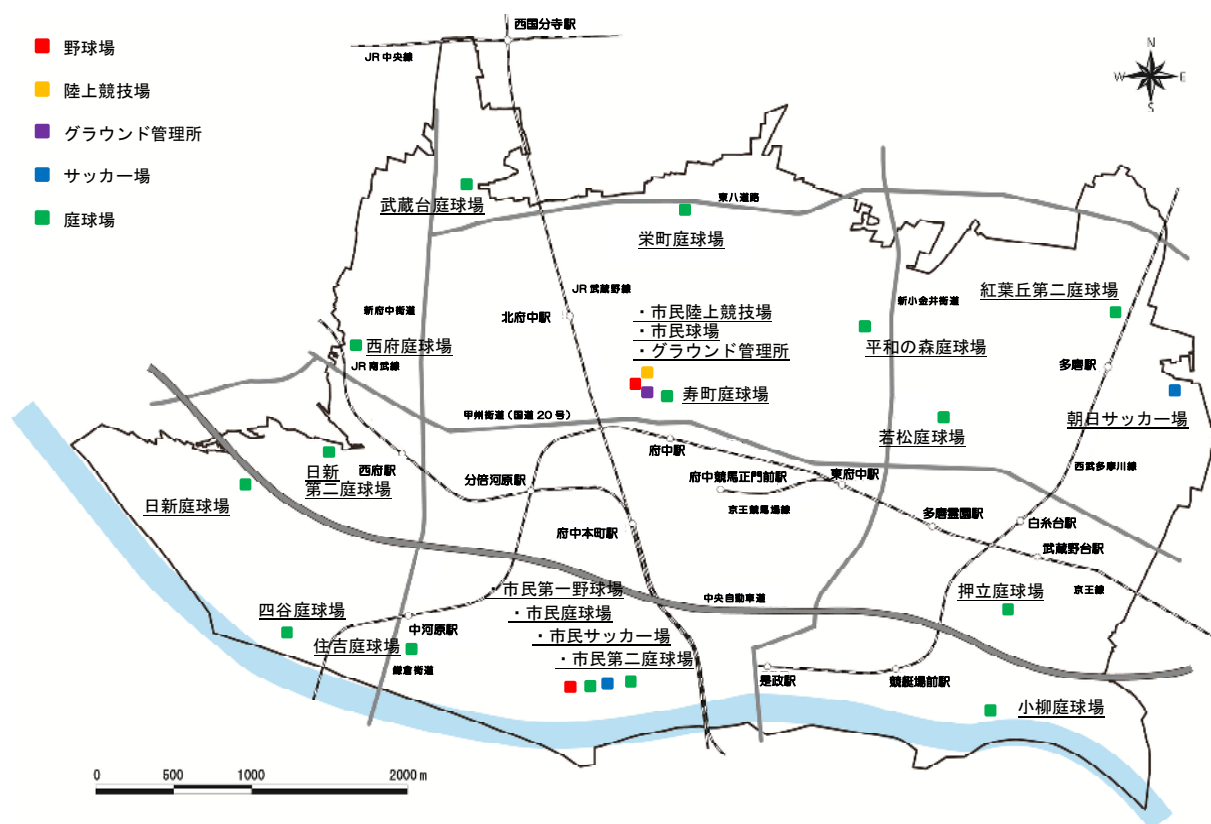 野球場
陸上競技場
グラウンド管理所
サッカー場
庭球場
西国分寺駅
JR中央線
N
W
E
S
武蔵台庭球場
東八道路
栄町庭球場
JR武蔵野線
新府中街道
北府中駅
・市民陸上競技場
・市民球場
・グラウンド管理所
新小金井街道
紅葉丘第二庭球場
西府庭球場
平和の森庭球場
JR南武線
多磨駅
寿町庭球場
朝日サッカー場
甲州街道(国道20号)
若松庭球場
府中駅
西武多摩川線
日新
第二庭球場
西府駅
分倍河原駅
府中競馬正門前駅
東府中駅
日新庭球場
京王競馬場線
多磨霊園駅
白糸台駅
府中本町駅
武蔵野台駅
京王線
・市民第一野球場
中央自動車道
押立庭球場
四谷庭球場
・市民庭球場
中河原駅
・市民サッカー場
住吉庭球場
鎌倉街道
・市民第二庭球場
是政駅
競艇場前駅
小柳庭球場
0 500 1000 2000m